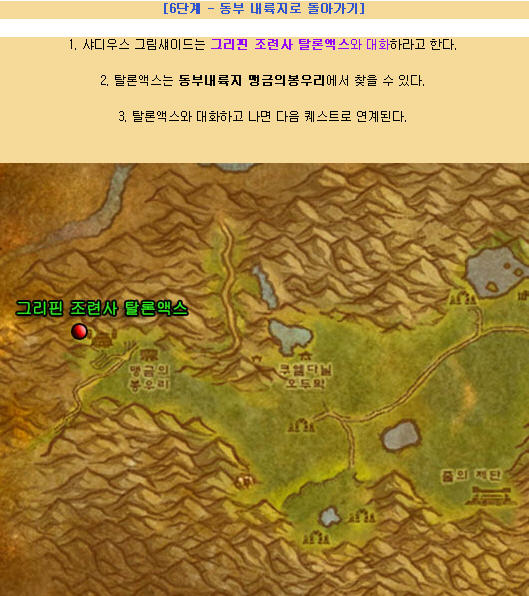 [6단계 - 동부 내륙지로 돌아가기]
1. 샤디우스 그림섀이드는 그리핀 조련사 탈론액스와 대화하라고 한다.
2. 탈론액스는 동부내륙지 맹금의봉우리에서 찾을 수 있다.
3. 탈론액스와 대화하고 나면 다음 퀘스트로 연계된다.
그리핀 조련사 탈론액스
맹금의
봉우리
쿠엘다닐
오두막
줄의 제단